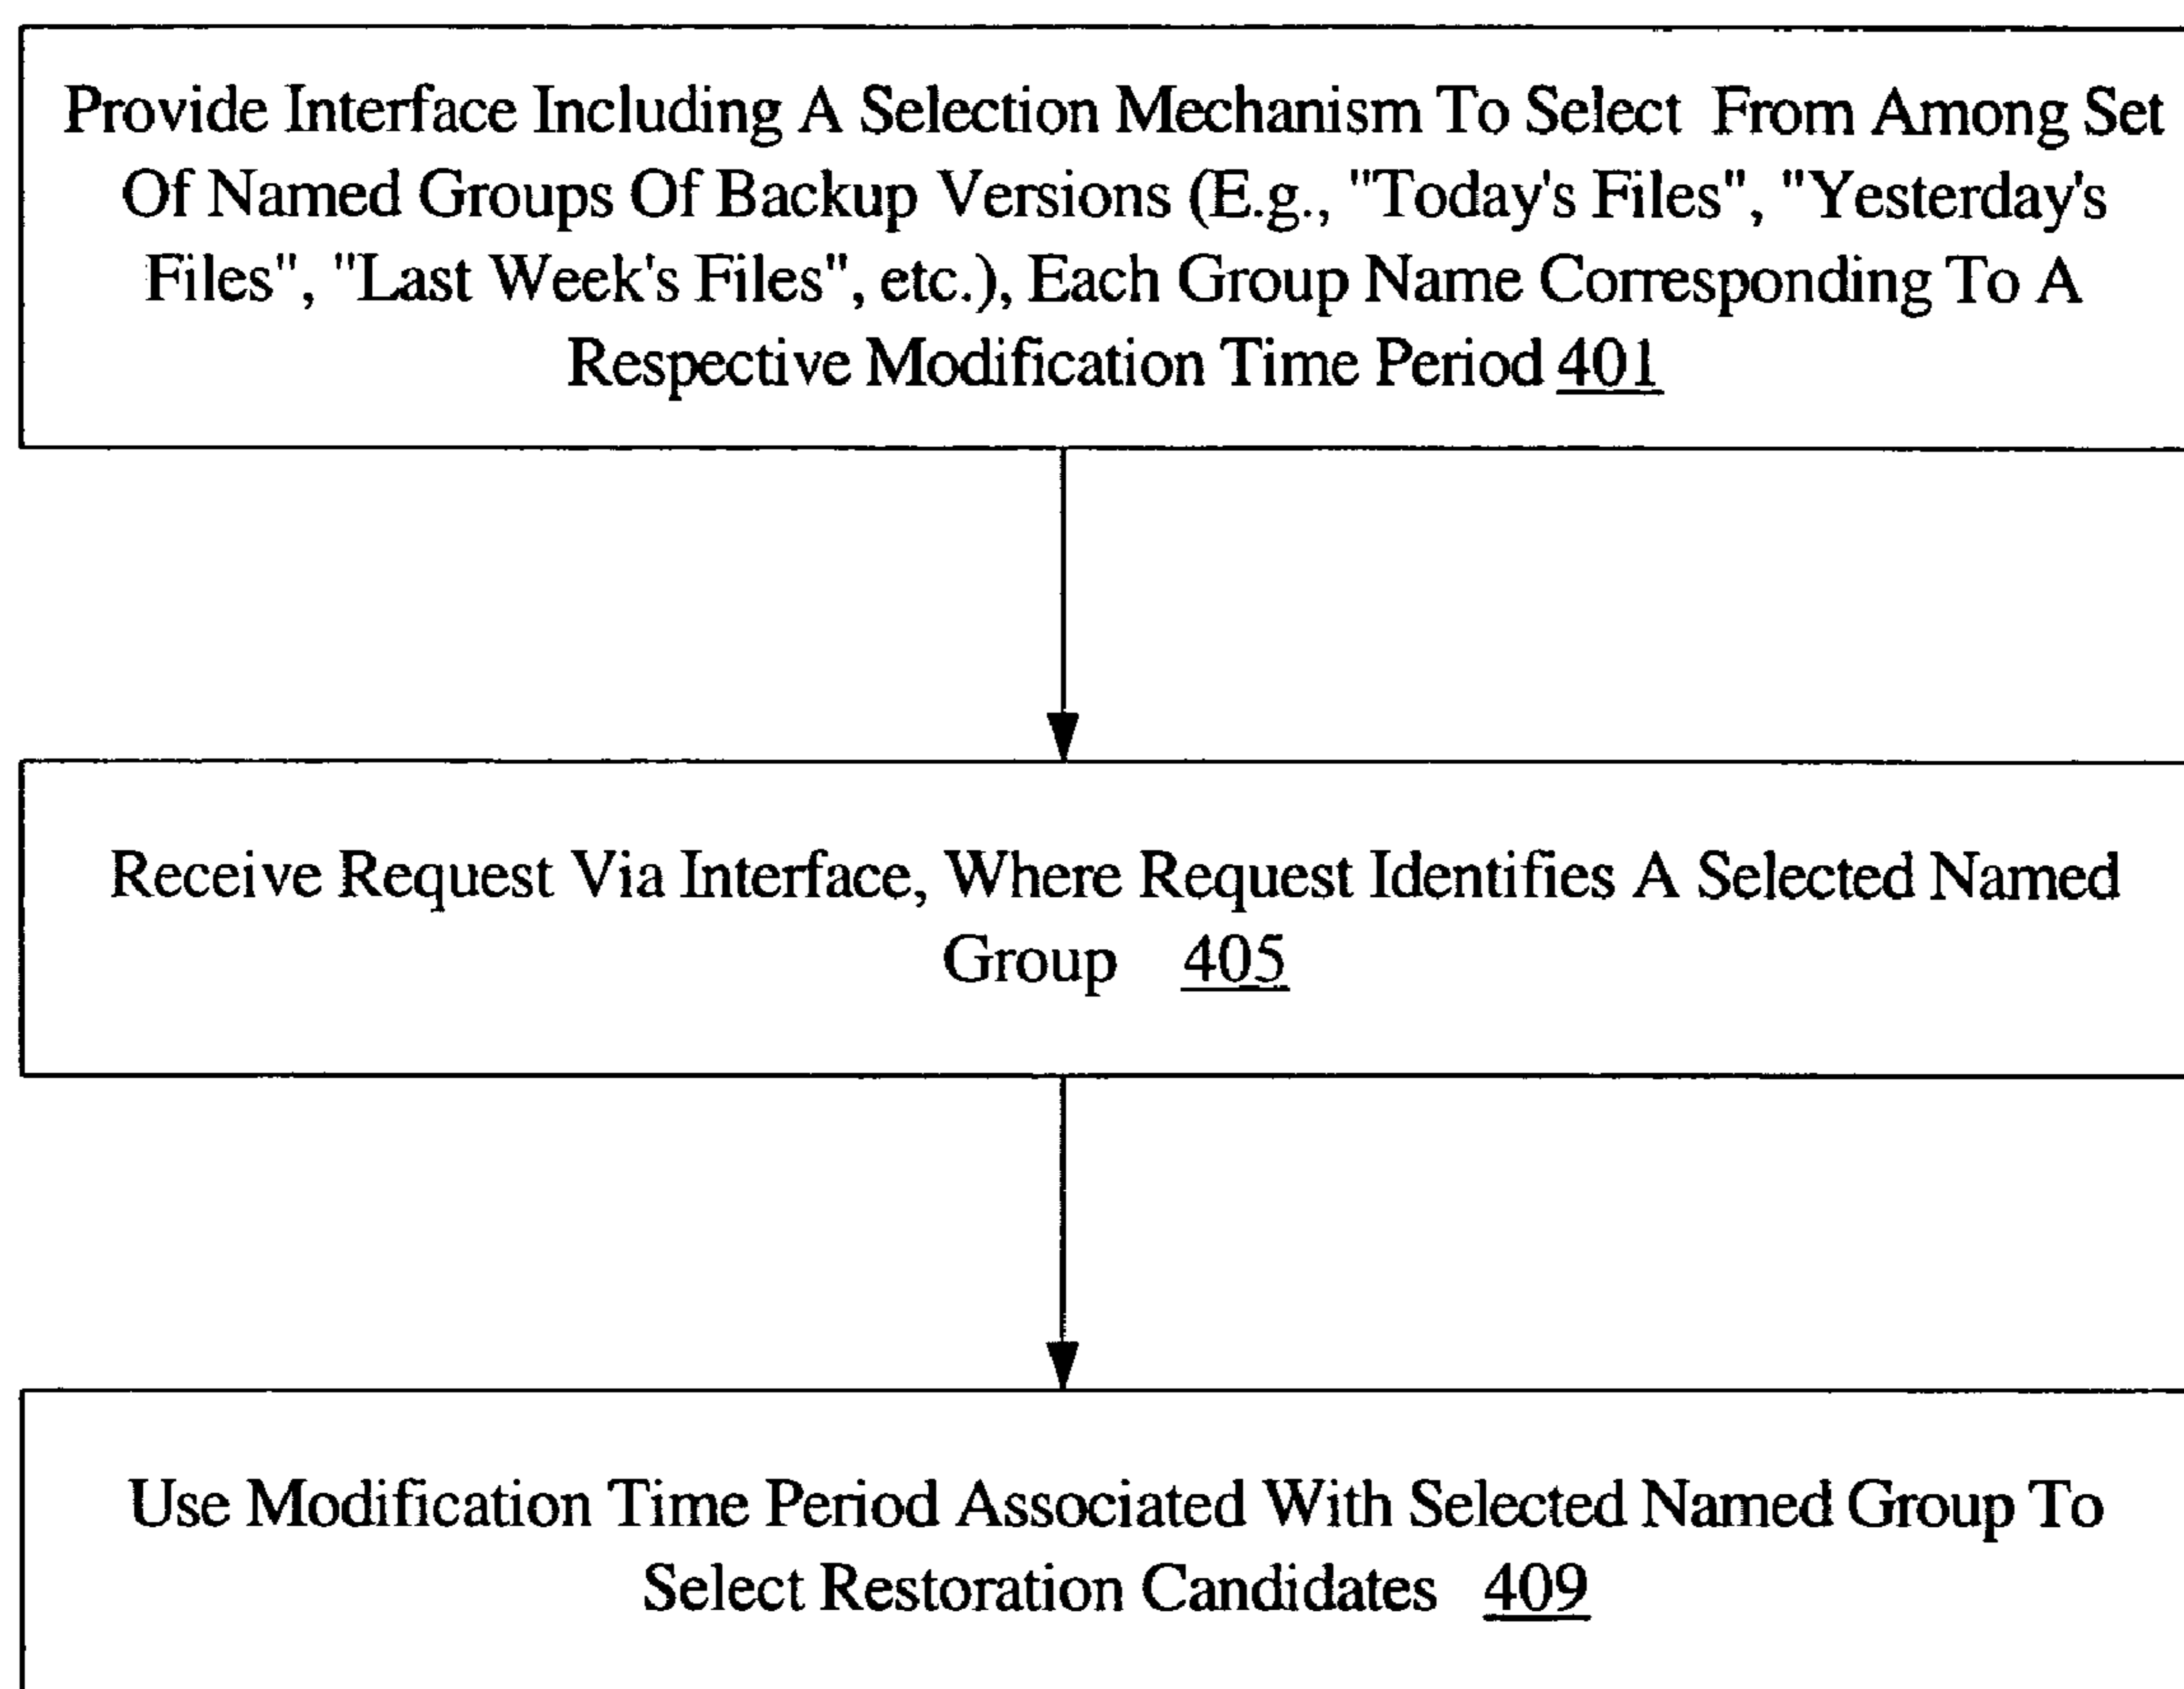 Provide Interface Including A Selection Mechanism To Select From Among Set
Of Named Groups Of Backup Versions (E.g., "Today's Files", "Yesterday's
Files", "Last Week's Files", etc.), Each Group Name Corresponding To A
Respective Modification Time Period 401
Receive Request Via Interface, Where Request Identifies A Selected Named
Group 405
Use Modification Time Period Associated With Selected Named Group To
Select Restoration Candidates 409